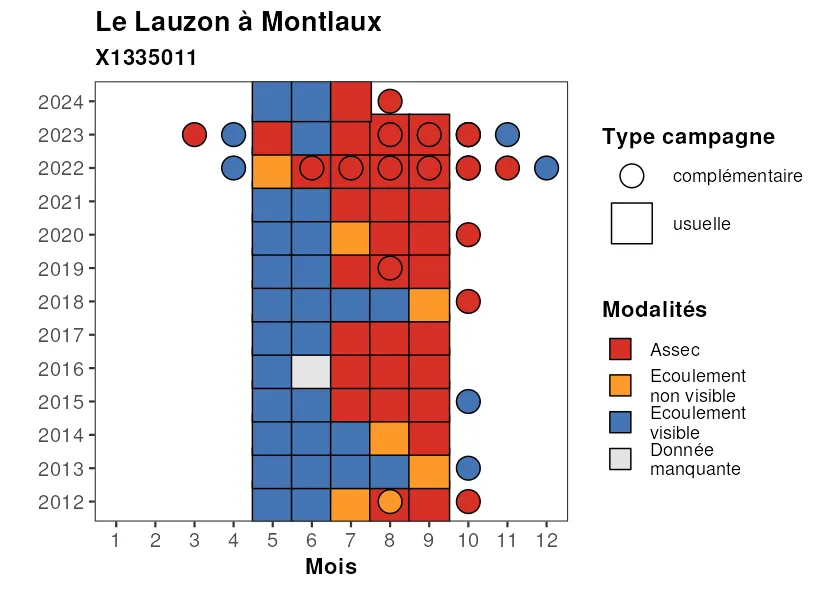 Le Lauzon à Montlaux
X1335011
2024
2023
2022
2021
2020
2019
2018
2017
2016
2015
2014
2013
2012
1 2 3 4 5 6 7 8 9 10 11 12
Mois
Type campagne
complémentaire
usuelle
Modalités
Assec
Ecoulement
non visible
Ecoulement
visible
Donnée
manquante